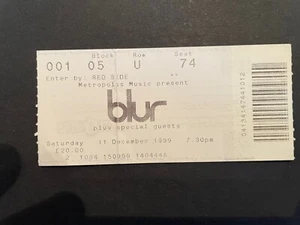 Block Row Seat
001 05 U 74
Enter by: RED SIDE **
Metropolis Music present
blur
plus special guests
Saturday 11 December 1999 7.30pm
£20.00